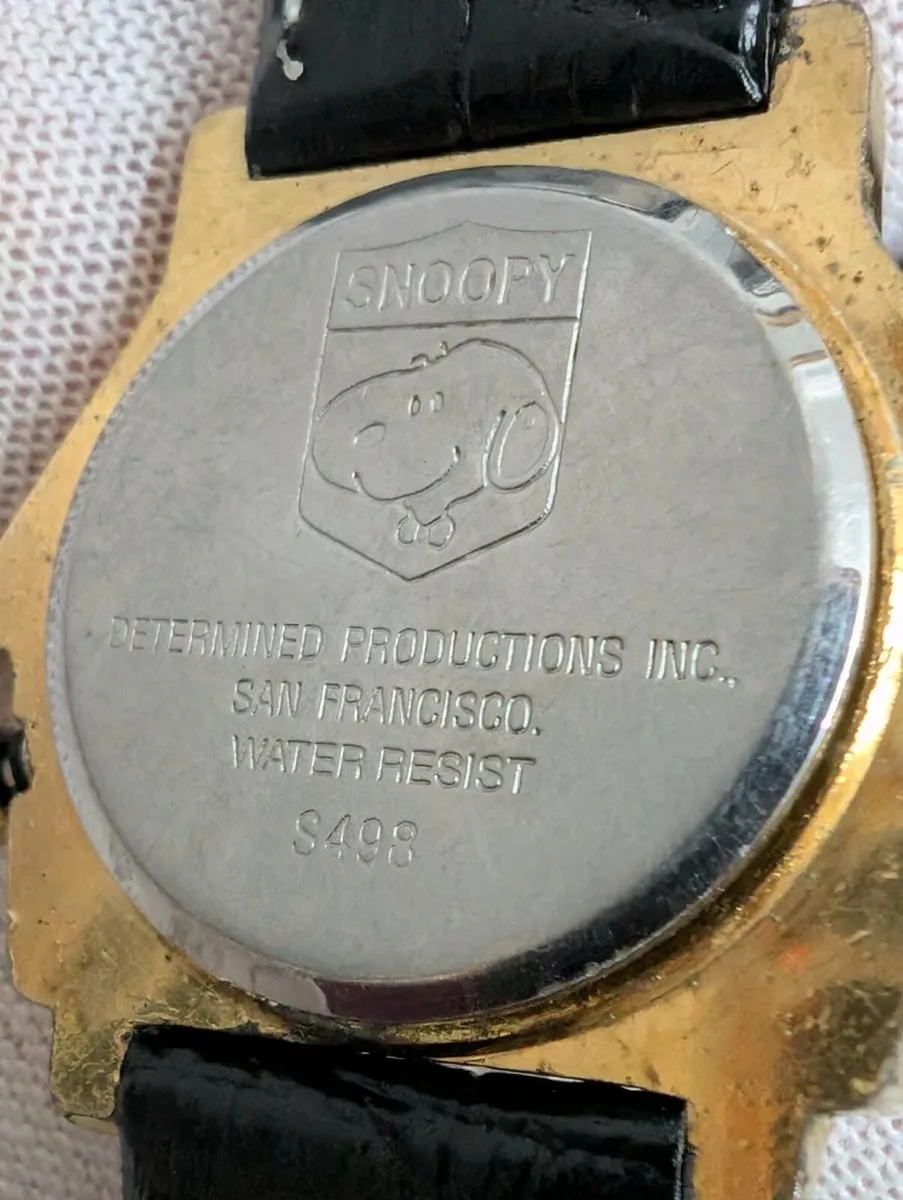 SNOOPY
DETERMINED PRODUCTIONS INC.,
SAN FRANCISCO.
WATER RESIST
S498